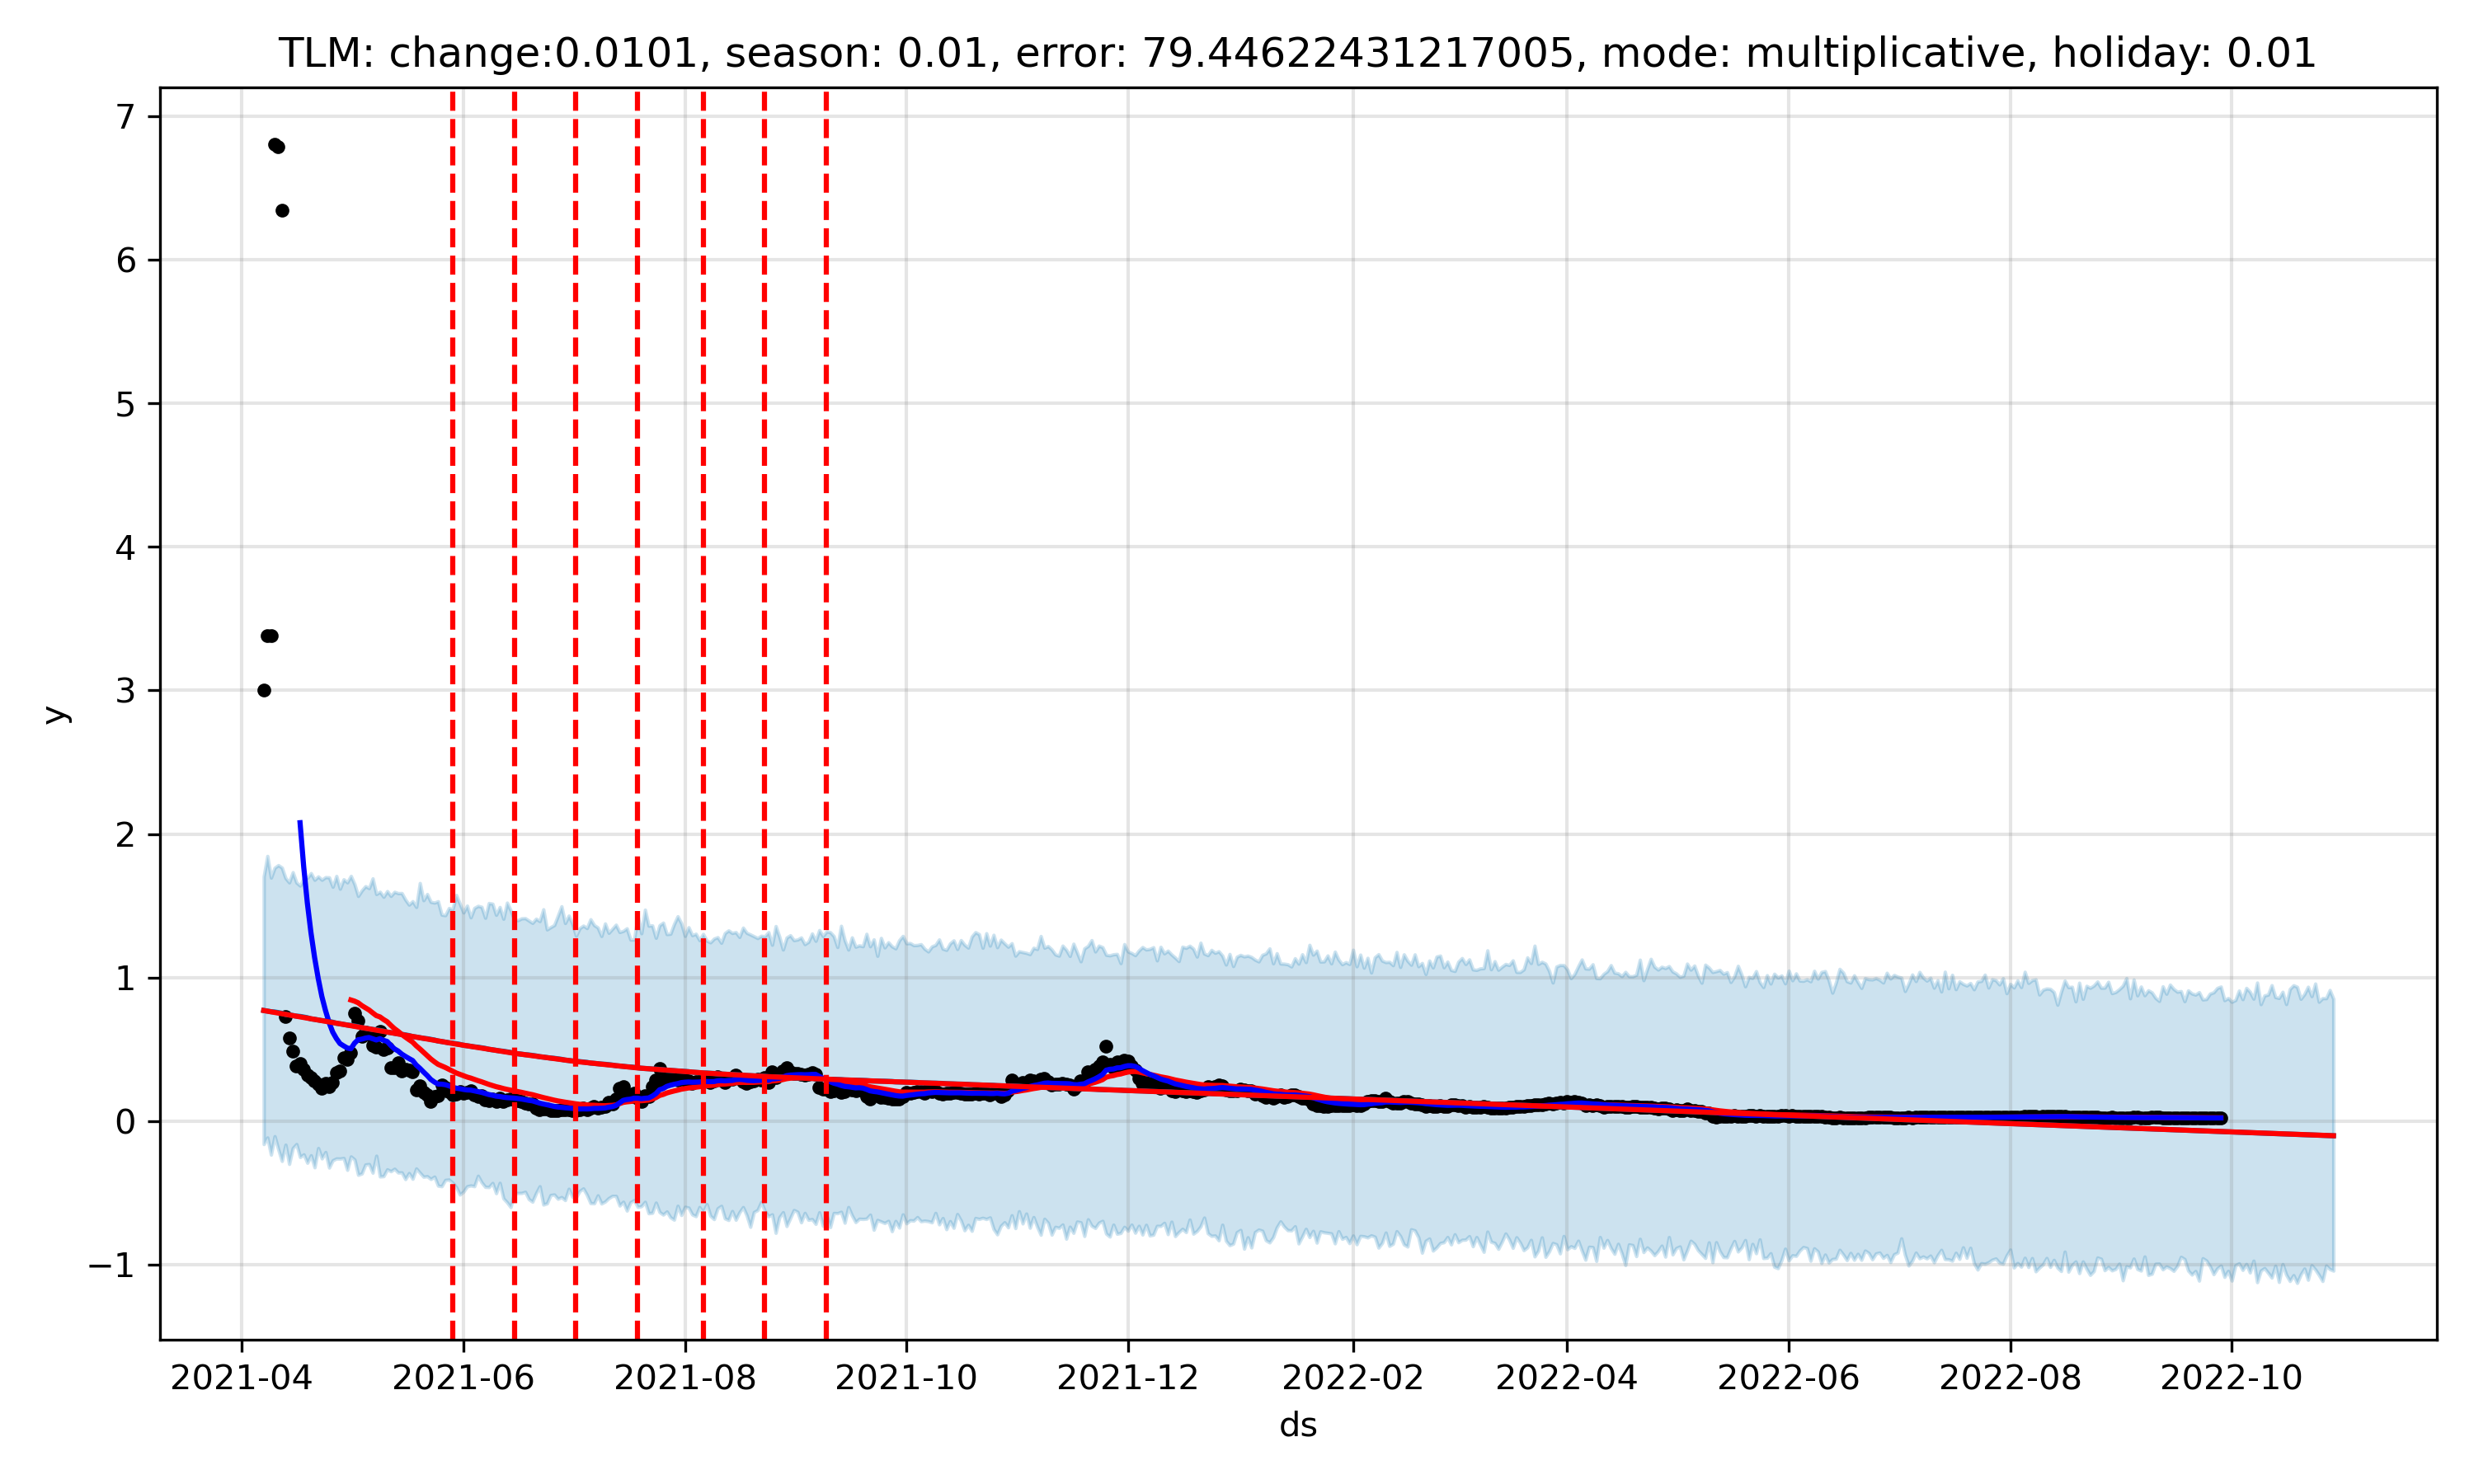 TLM: change:0.0101, season: 0.01, error: 79.44622431217005, mode: multiplicative, holiday: 0.01
7
6
5
4
3
2
1
0
−1
y
2021-04 2021-06 2021-08 2021-10 2021-12 2022-02 2022-04 2022-06 2022-08 2022-10
ds